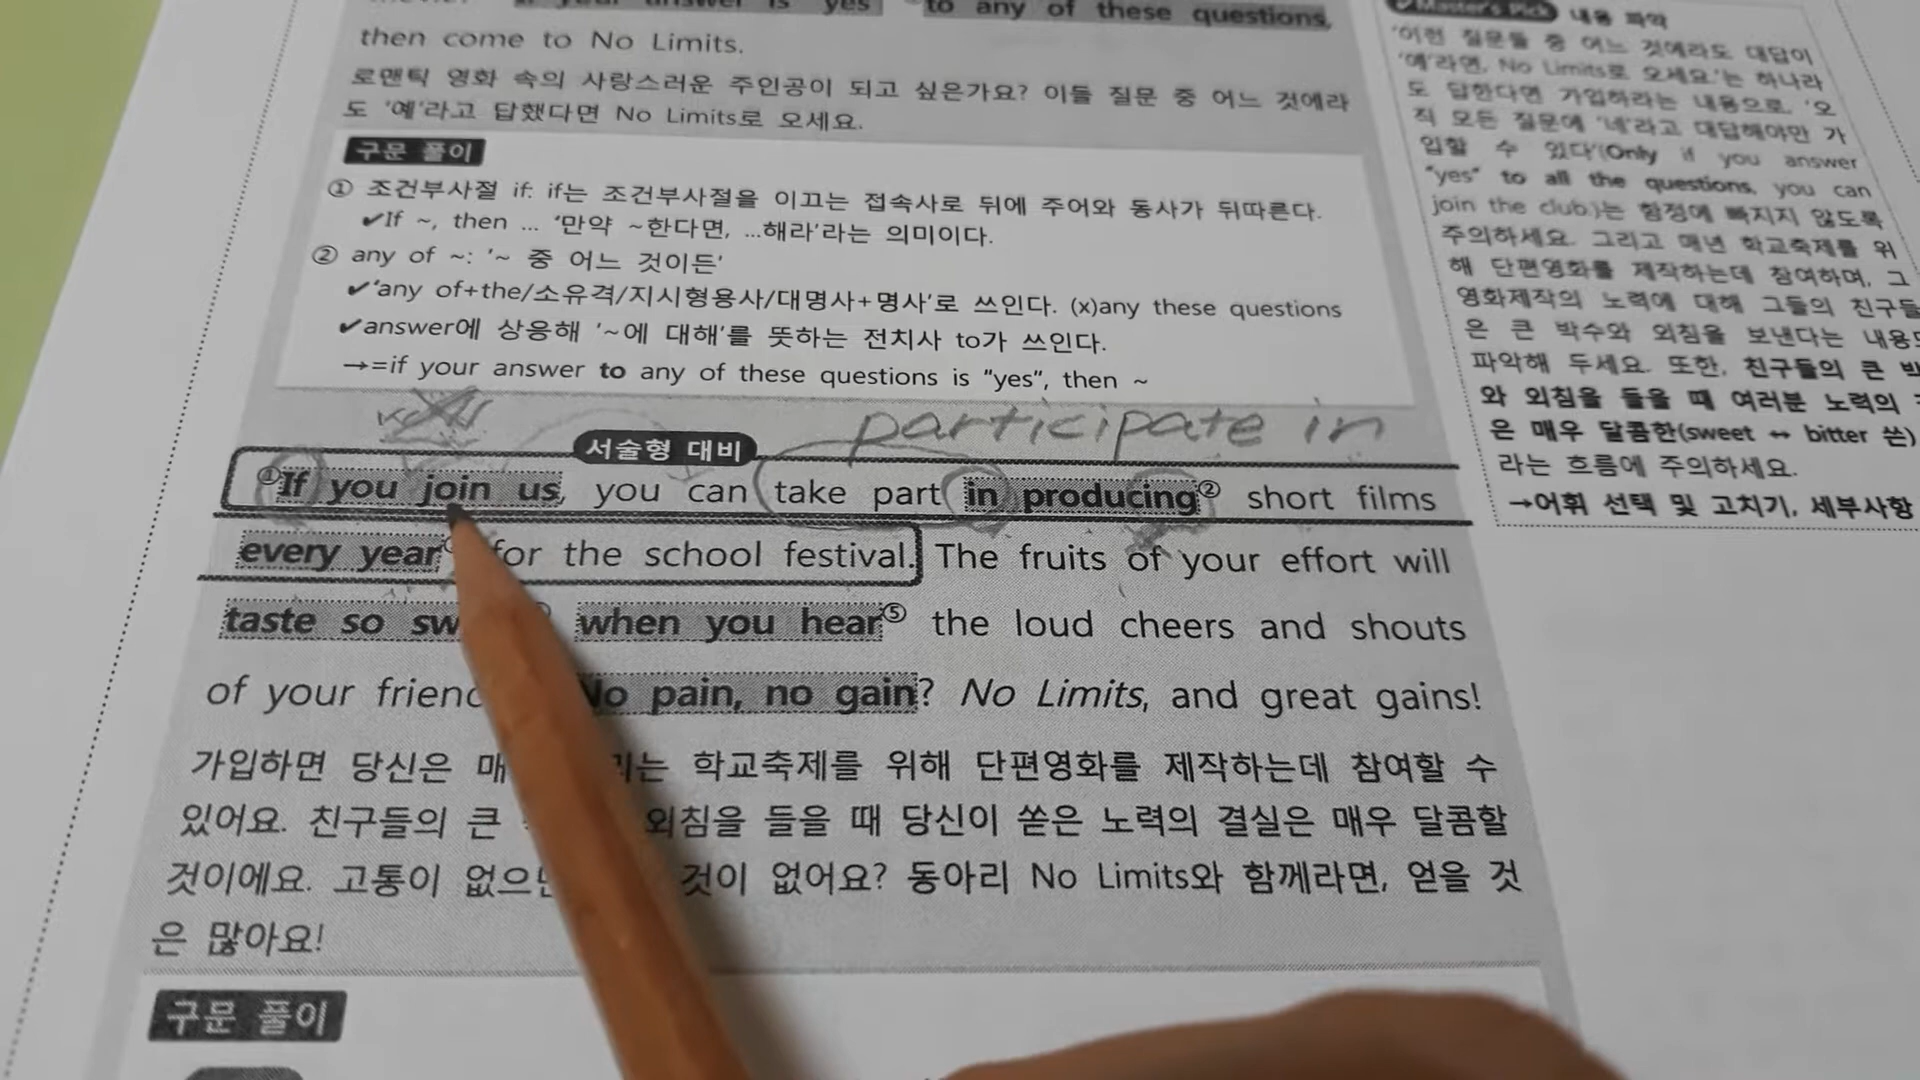 if your answer is "yes" to any of these questions,
then come to No Limits.
로맨틱 영화 속의 사랑스러운 주인공이 되고 싶은가요? 이들 질문 중 어느 것에라
도 '예'라고 답했다면 No Limits로 오세요.
구문 풀이
① 조건부사절 if: if는 조건부사절을 이끄는 접속사로 뒤에 주어와 동사가 뒤따른다.
✔If ~, then ... '만약 ~한다면, ...해라'라는 의미이다.
② any of ~: '~ 중 어느 것이든'
✔'any of+the/소유격/지시형용사/대명사+명사'로 쓰인다. (x)any these questions
✔answer에 상응해 '~에 대해'를 뜻하는 전치사 to가 쓰인다.
→=if your answer to any of these questions is "yes", then ~
participate in
서술형 대비
①If you join us, you can take part in producing② short films
every year for the school festival. The fruits of your effort will
taste so sw when you hear⑤ the loud cheers and shouts
of your friend No pain, no gain? No Limits, and great gains!
가입하면 당신은 매 학교축제를 위해 단편영화를 제작하는데 참여할 수
있어요. 친구들의 큰 외침을 들을 때 당신이 쏟은 노력의 결실은 매우 달콤할
것이에요. 고통이 없으면 것이 없어요? 동아리 No Limits와 함께라면, 얻을 것
은 많아요!
구문 풀이
✔Master's Pick 내용 파악
'이런 질문들 중 어느 것에라도 대답이
'예'라면, No Limits로 오세요.'는 하나라
도 답한다면 가입하라는 내용으로, '오
직 모든 질문에 '네'라고 대답해야만 가
입할 수 있다'(Only if you answer
"yes" to all the questions, you can
join the club.)는 함정에 빠지지 않도록
주의하세요. 그리고 매년 학교축제를 위
해 단편영화를 제작하는데 참여하며, 그
영화제작의 노력에 대해 그들의 친구들
은 큰 박수와 외침을 보낸다는 내용도
파악해 두세요. 또한, 친구들의 큰 박
와 외침을 들을 때 여러분 노력의
은 매우 달콤한(sweet ↔ bitter 쓴)
라는 흐름에 주의하세요.
→어휘 선택 및 고치기, 세부사항